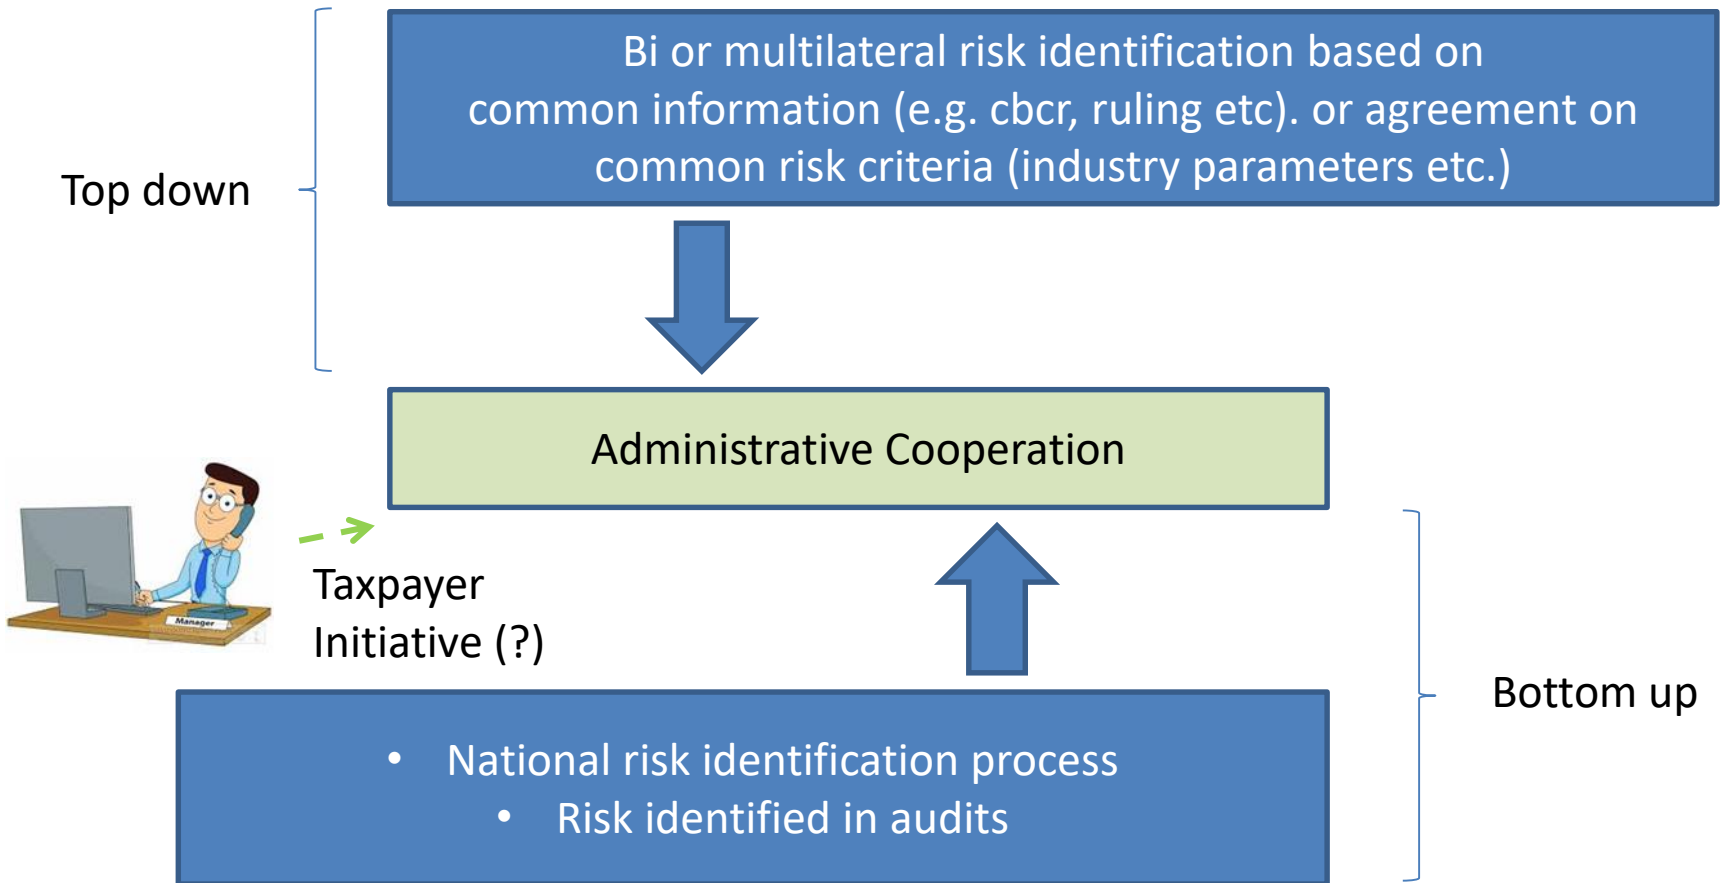 Bi or multilateral risk identification based on
common information (e.g. cbcr, ruling etc). or agreement on
common risk criteria (industry parameters etc.)
Top down
Administrative Cooperation
Manager
Taxpayer
Initiative (?)
Bottom up
• National risk identification process
• Risk identified in audits